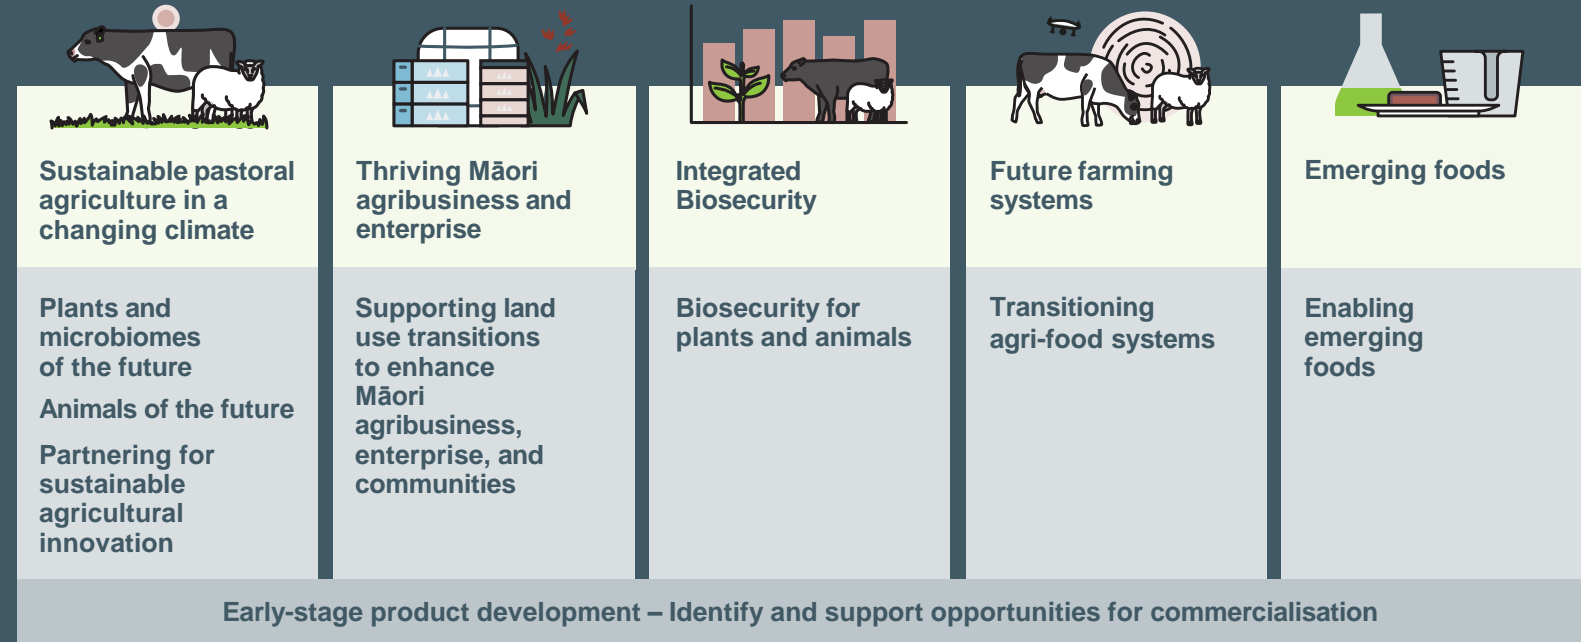 Sustainable pastoral
agriculture in a
changing climate
Thriving Māori
agribusiness and
enterprise
Integrated
Biosecurity
Future farming
systems
Emerging foods
Plants and
microbiomes
of the future
Animals of the future
Partnering for
sustainable
agricultural
innovation
Supporting land
use transitions
to enhance
Māori
agribusiness,
enterprise, and
communities
Biosecurity for
plants and animals
Transitioning
agri-food systems
Enabling
emerging
foods
Early-stage product development – Identify and support opportunities for commercialisation